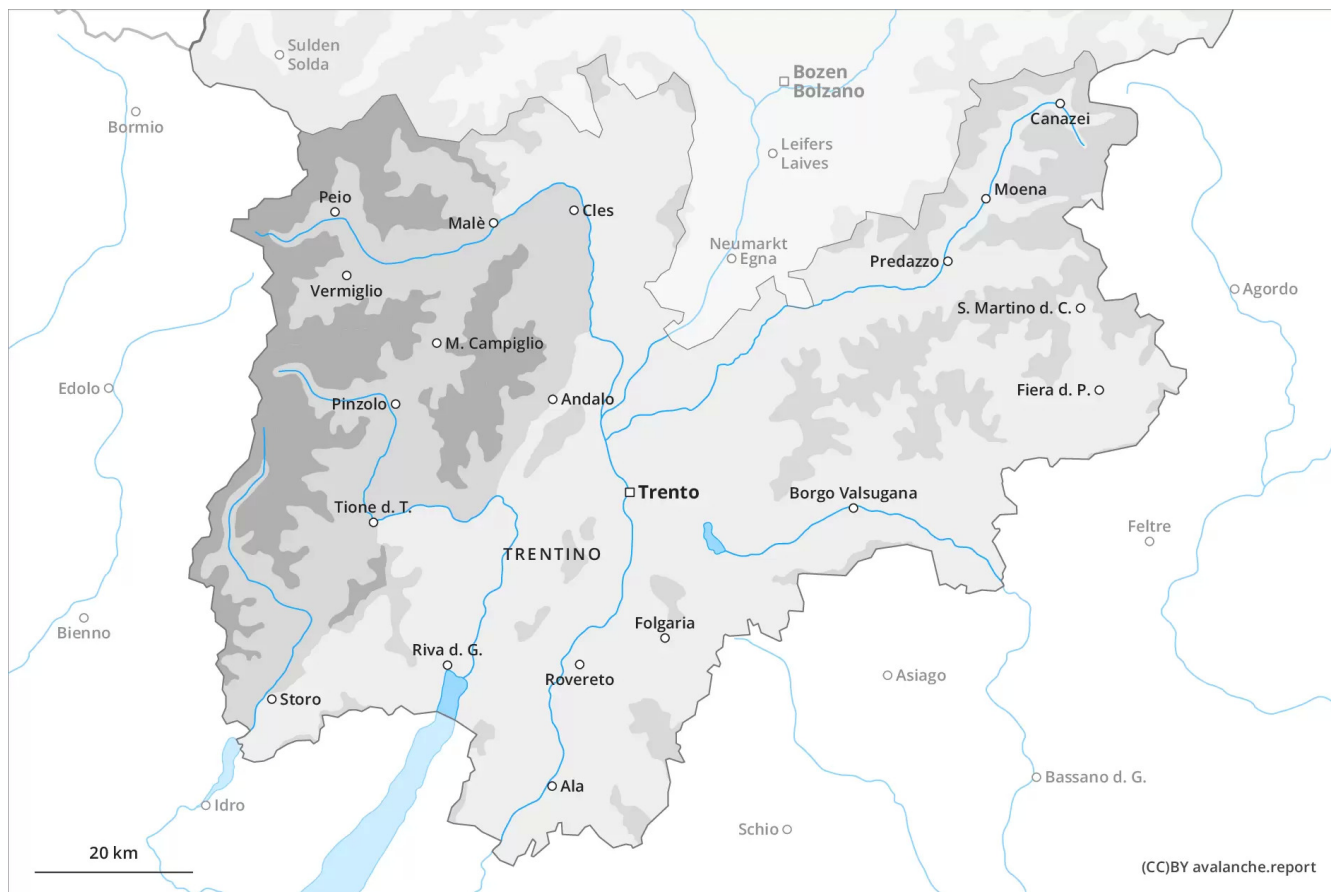 Sulden
Solda
Bozen
Bolzano
Bormio
Canazei
Leifers
Laives
Moena
Peio
Malè
Cles
Neumarkt
Egna
Predazzo
Vermiglio
Agordo
S. Martino d. C.
M. Campiglio
Edolo
Fiera d. P.
Pinzolo
Andalo
Trento
Borgo Valsugana
Tione d. T.
Feltre
TRENTINO
Bienno
Folgaria
Riva d. G.
Rovereto
Asiago
Storo
Bassano d. G.
Ala
Idro
Schio
20 km
(CC)BY avalanche.report